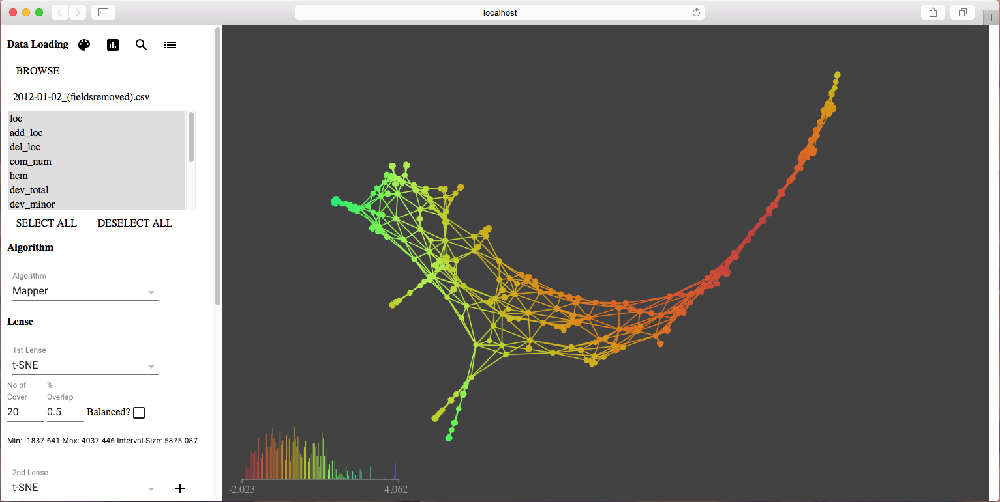 localhost
Data Loading
BROWSE
2012-01-02_(fieldsremoved).csv
loc
add_loc
del_loc
com_num
hcm
dev_total
dev_minor
SELECT ALL DESELECT ALL
Algorithm
Algorithm
Mapper
Lense
1st Lense
t-SNE
No of %
Cover Overlap
20 0.5 Balanced?
Min: -1837.641 Max: 4037.446 Interval Size: 5875.087
2nd Lense
t-SNE
-2,023 4,062